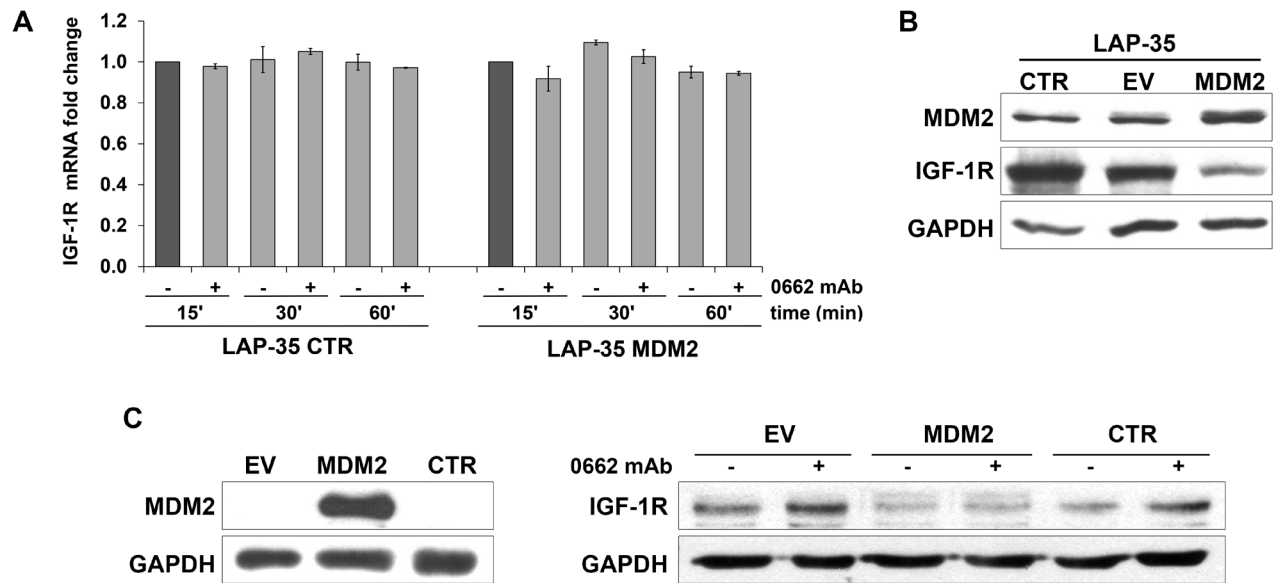 A
IGF-1R mRNA fold change
1.2
1.0
0.8
0.6
0.4
0.2
0.0
- + - + - + - + - + - + 0662 mAb
15' 30' 60' 15' 30' 60' time (min)
LAP-35 CTR LAP-35 MDM2
B
LAP-35
CTR EV MDM2
MDM2
IGF-1R
GAPDH
C
EV MDM2 CTR
MDM2
GAPDH
EV MDM2 CTR
0662 mAb - + - + - +
IGF-1R
GAPDH